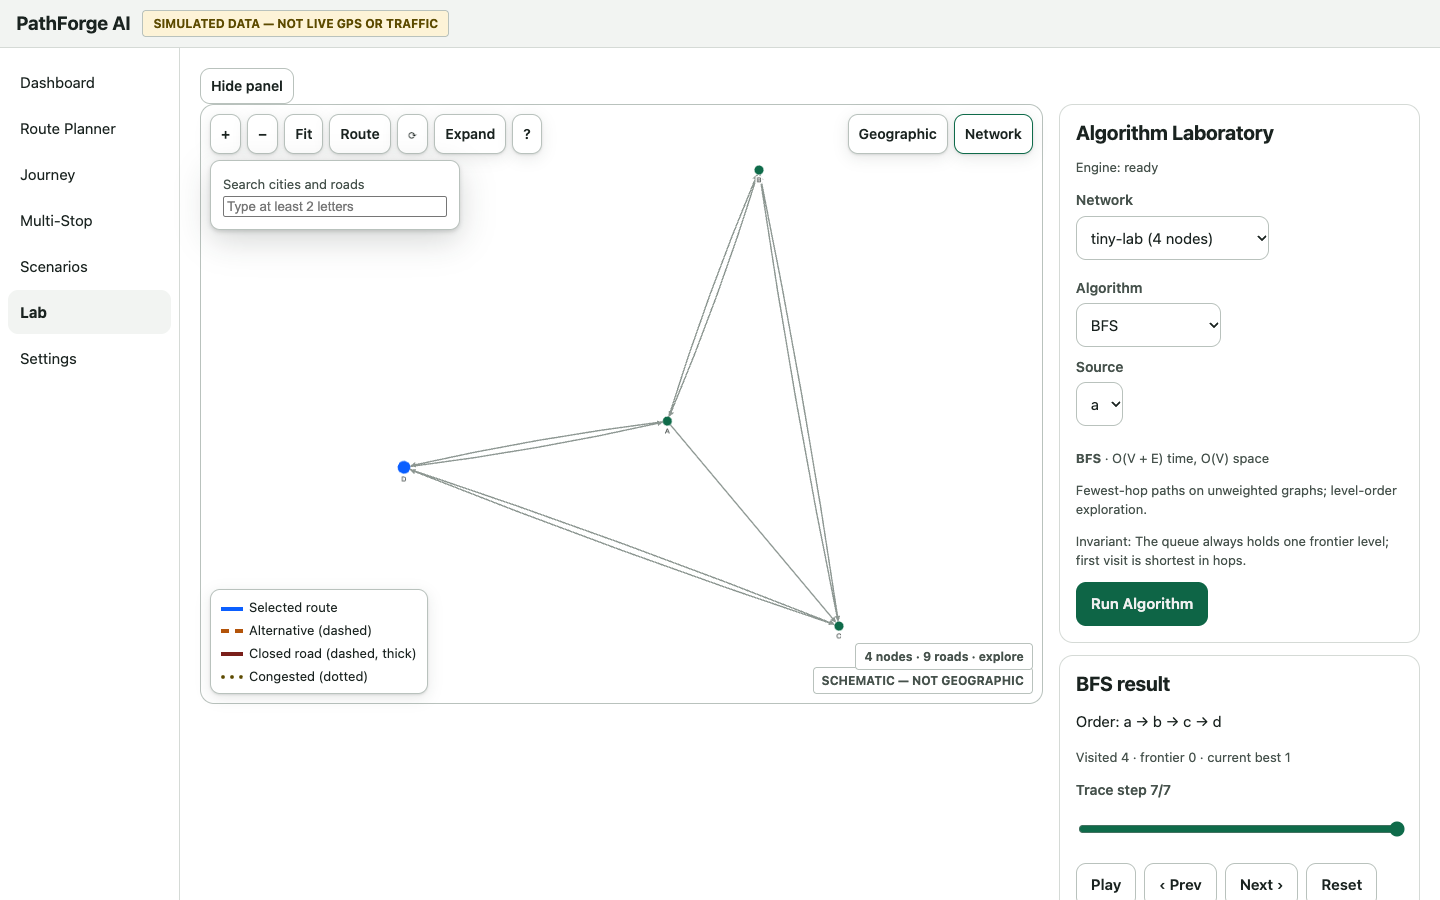 PathForge AI
SIMULATED DATA — NOT LIVE GPS OR TRAFFIC
Dashboard
Route Planner
Journey
Multi-Stop
Scenarios
Lab
Settings
Hide panel
+
−
Fit
Route
⟳
Expand
?
Geographic
Network
Search cities and roads
Type at least 2 letters
B
A
D
C
Selected route
Alternative (dashed)
Closed road (dashed, thick)
Congested (dotted)
4 nodes · 9 roads · explore
SCHEMATIC — NOT GEOGRAPHIC
Algorithm Laboratory
Engine: ready
Network
tiny-lab (4 nodes)
Algorithm
BFS
Source
a
BFS · O(V + E) time, O(V) space
Fewest-hop paths on unweighted graphs; level-order
exploration.
Invariant: The queue always holds one frontier level;
first visit is shortest in hops.
Run Algorithm
BFS result
Order: a → b → c → d
Visited 4 · frontier 0 · current best 1
Trace step 7/7
Play
‹ Prev
Next ›
Reset